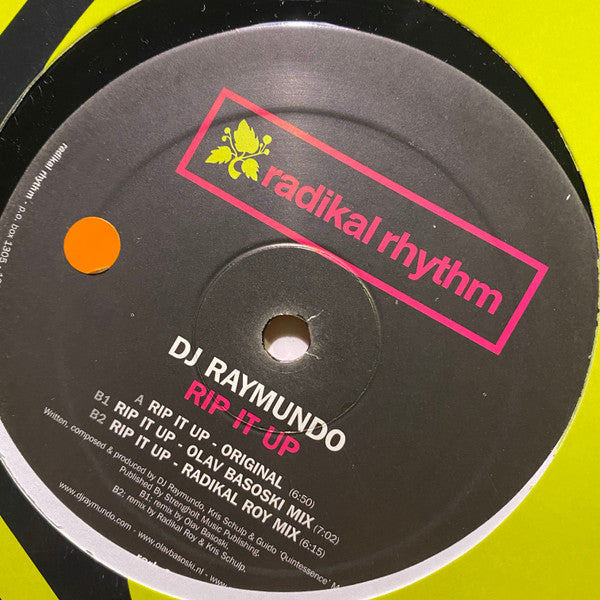 radikal rhythm
DJ RAYMUNDO
RIP IT UP
A RIP IT UP - ORIGINAL (6:50)
B1 RIP IT UP - OLAV BASOSKI MIX (7:02)
B2 RIP IT UP - RADIKAL ROY MIX (6:15)
Written, composed & produced by DJ Raymundo, Kris Schulp & Guido 'Quintessence'
Published By Strengholt Music Publishing.
B1: remix by Olav Basoski.
B2: remix by Radikal Roy & Kris Schulp.
www.djraymundo.com - www.olavbasoski.nl -
radikal rhythm - p.o. box 1305 -